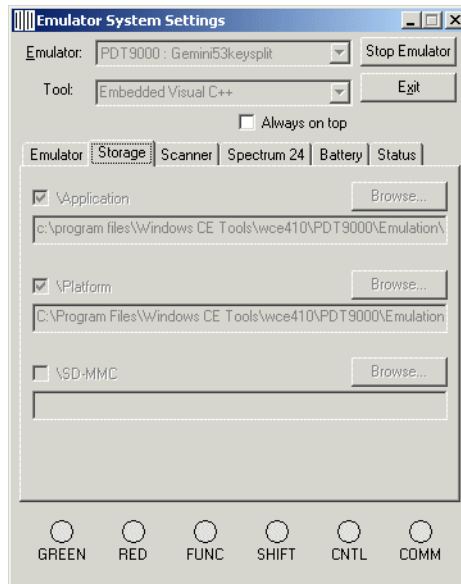 Emulator System Settings
Emulator: PDT9000 : Gemini53keysplit Stop Emulator
Tool: Embedded Visual C++ Exit
Always on top
Emulator Storage Scanner Spectrum 24 Battery Status
\Application Browse...
c:\program files\Windows CE Tools\wce410\PDT9000\Emulation\
\Platform Browse...
C:\Program Files\Windows CE Tools\wce410\PDT9000\Emulation
\SD-MMC Browse...
GREEN RED FUNC SHIFT CNTL COMM